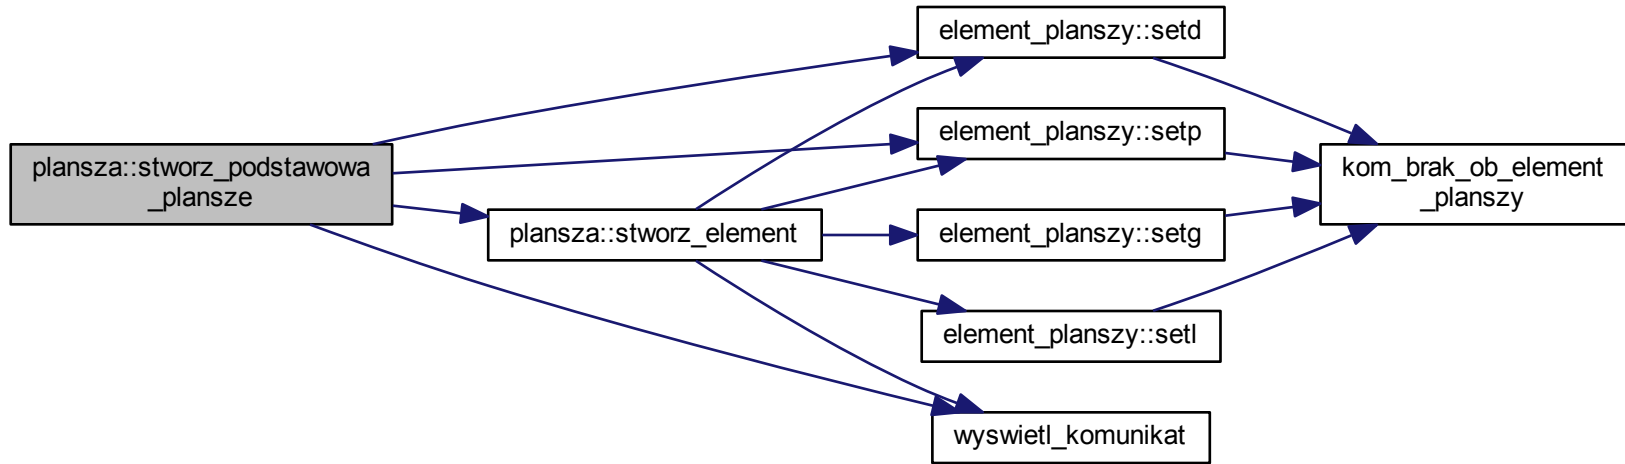 plansza::stworz_podstawowa
_plansze
plansza::stworz_element
element_planszy::setd
element_planszy::setp
element_planszy::setg
element_planszy::setl
wyswietl_komunikat
kom_brak_ob_element
_planszy